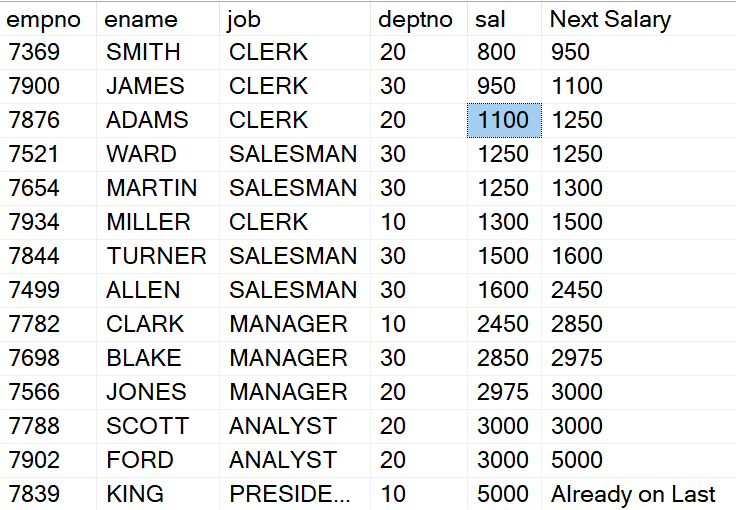 empno ename job deptno sal Next Salary
7369 SMITH CLERK 20 800 950
7900 JAMES CLERK 30 950 1100
7876 ADAMS CLERK 20 1100 1250
7521 WARD SALESMAN 30 1250 1250
7654 MARTIN SALESMAN 30 1250 1300
7934 MILLER CLERK 10 1300 1500
7844 TURNER SALESMAN 30 1500 1600
7499 ALLEN SALESMAN 30 1600 2450
7782 CLARK MANAGER 10 2450 2850
7698 BLAKE MANAGER 30 2850 2975
7566 JONES MANAGER 20 2975 3000
7788 SCOTT ANALYST 20 3000 3000
7902 FORD ANALYST 20 3000 5000
7839 KING PRESIDE... 10 5000 Already on Last